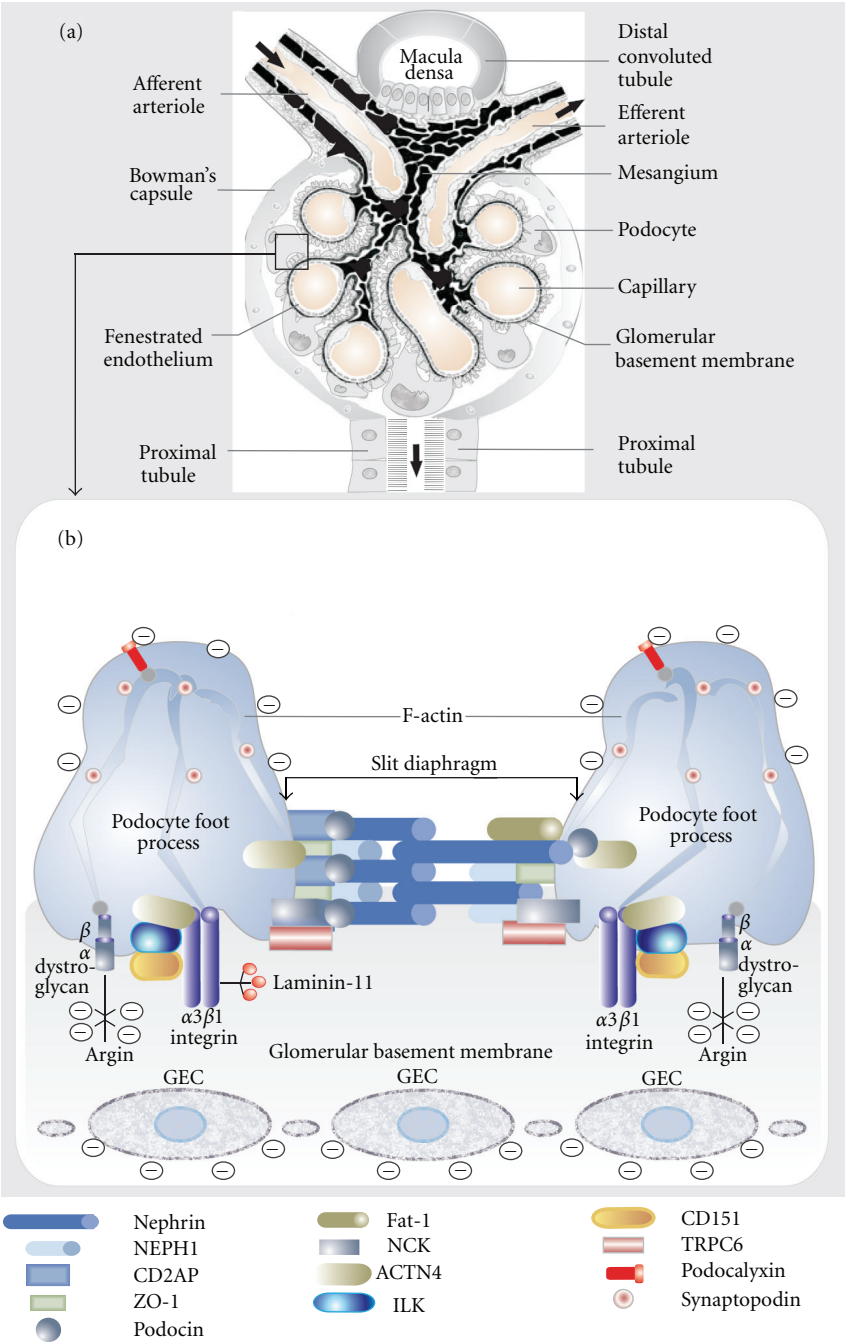 (a)
Macula
densa
Distal
convoluted
tubule
Afferent
arteriole
Efferent
arteriole
Bowman's
capsule
Mesangium
Podocyte
Capillary
Fenestrated
endothelium
Glomerular
basement membrane
Proximal
tubule
Proximal
tubule
(b)
F-actin
Slit diaphragm
Podocyte foot
process
Podocyte foot
process
β
α
dystro-
glycan
Laminin-11
α3β1
integrin
Argin
β
α
dystro-
glycan
α3β1
integrin
Argin
Glomerular basement membrane
GEC
GEC
GEC
Nephrin
NEPH1
CD2AP
ZO-1
Podocin
Fat-1
NCK
ACTN4
ILK
CD151
TRPC6
Podocalyxin
Synaptopodin